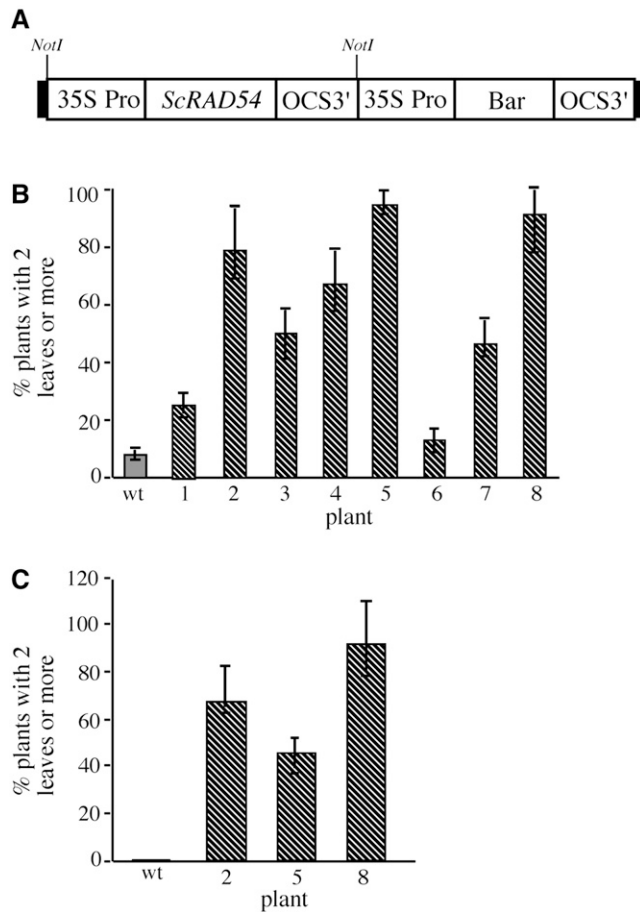 A
NotI NotI
35S Pro ScRAD54 OCS3' 35S Pro Bar OCS3'
B
% plants with 2
leaves or more
100
80
60
40
20
0
wt 1 2 3 4 5 6 7 8
plant
C
% plants with 2
leaves or more
120
100
80
60
40
20
0
wt 2 5 8
plant